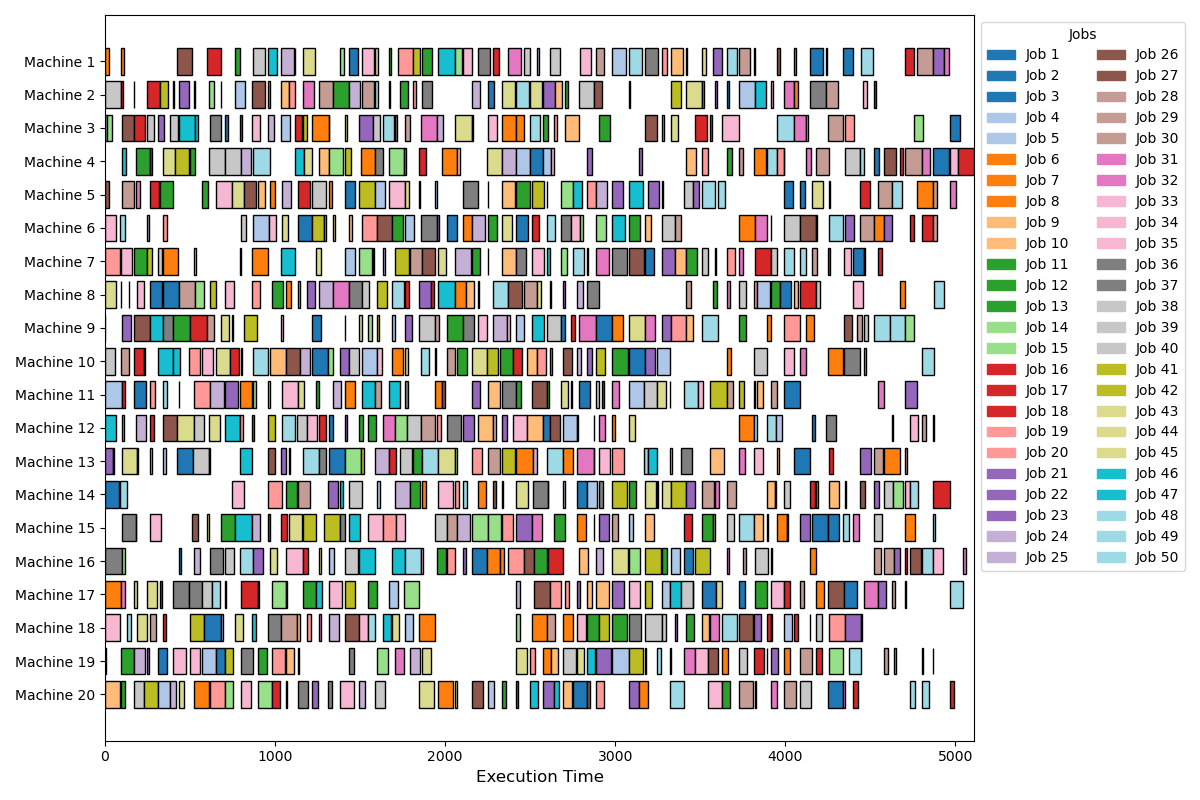 Machine 1
Machine 2
Machine 3
Machine 4
Machine 5
Machine 6
Machine 7
Machine 8
Machine 9
Machine 10
Machine 11
Machine 12
Machine 13
Machine 14
Machine 15
Machine 16
Machine 17
Machine 18
Machine 19
Machine 20
0 1000 2000 3000 4000 5000
Execution Time
Jobs
Job 1
Job 2
Job 3
Job 4
Job 5
Job 6
Job 7
Job 8
Job 9
Job 10
Job 11
Job 12
Job 13
Job 14
Job 15
Job 16
Job 17
Job 18
Job 19
Job 20
Job 21
Job 22
Job 23
Job 24
Job 25
Job 26
Job 27
Job 28
Job 29
Job 30
Job 31
Job 32
Job 33
Job 34
Job 35
Job 36
Job 37
Job 38
Job 39
Job 40
Job 41
Job 42
Job 43
Job 44
Job 45
Job 46
Job 47
Job 48
Job 49
Job 50